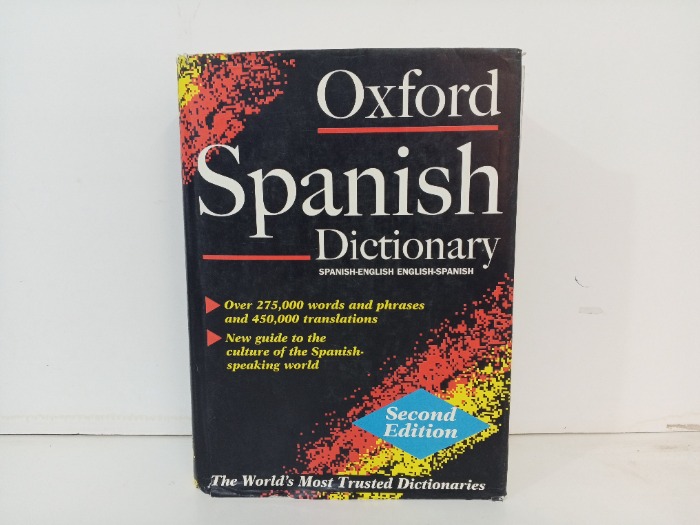 Oxford
Spanish
Dictionary
SPANISH-ENGLISH ENGLISH-SPANISH
Over 275,000 words and phrases
and 450,000 translations
New guide to the
culture of the Spanish-
speaking world
Second
Edition
The World's Most Trusted Dictionaries